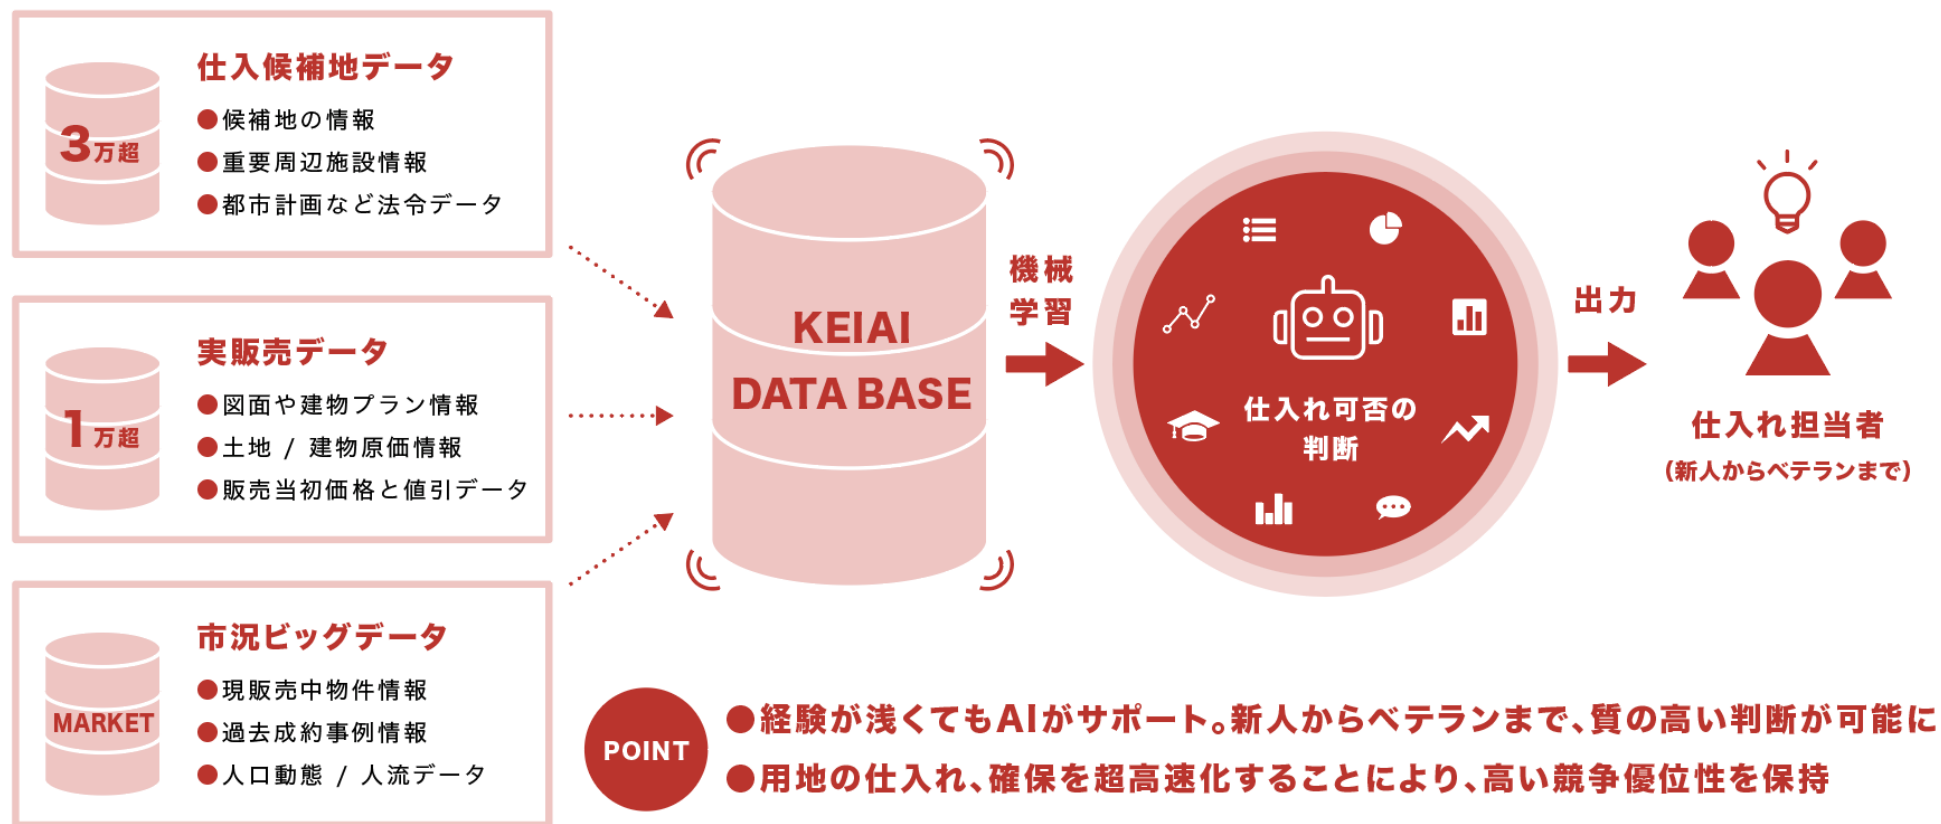 仕入候補地データ
3万超
●候補地の情報
●重要周辺施設情報
●都市計画など法令データ
実販売データ
1万超
●図面や建物プラン情報
●土地 / 建物原価情報
●販売当初価格と値引データ
市況ビッグデータ
MARKET
●現販売中物件情報
●過去成約事例情報
●人口動態 / 人流データ
KEIAI
DATA BASE
機械
学習
仕入れ可否の
判断
出力
仕入れ担当者
(新人からベテランまで)
POINT
●経験が浅くてもAIがサポート。新人からベテランまで、質の高い判断が可能に
●用地の仕入れ、確保を超高速化することにより、高い競争優位性を保持